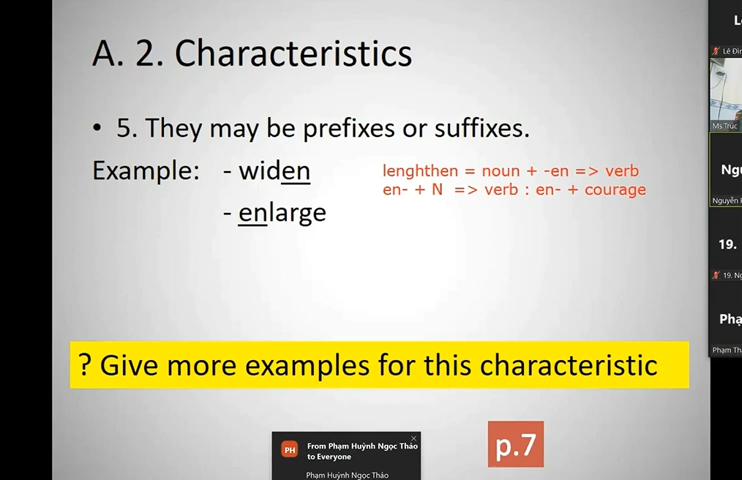 A. 2. Characteristics
• 5. They may be prefixes or suffixes.
Example: - widen
- enlarge
lenghthen = noun + -en => verb
en- + N => verb : en- + courage
? Give more examples for this characteristic
p.7
PH
From Phạm Huỳnh Ngọc Thảo
to Everyone
Phạm Huỳnh Ngọc Thảo
L
Lê Đìn
Ms.Trúc
Ngu
Nguyễn
19.
19. Ng
Phạ
Phạm Th